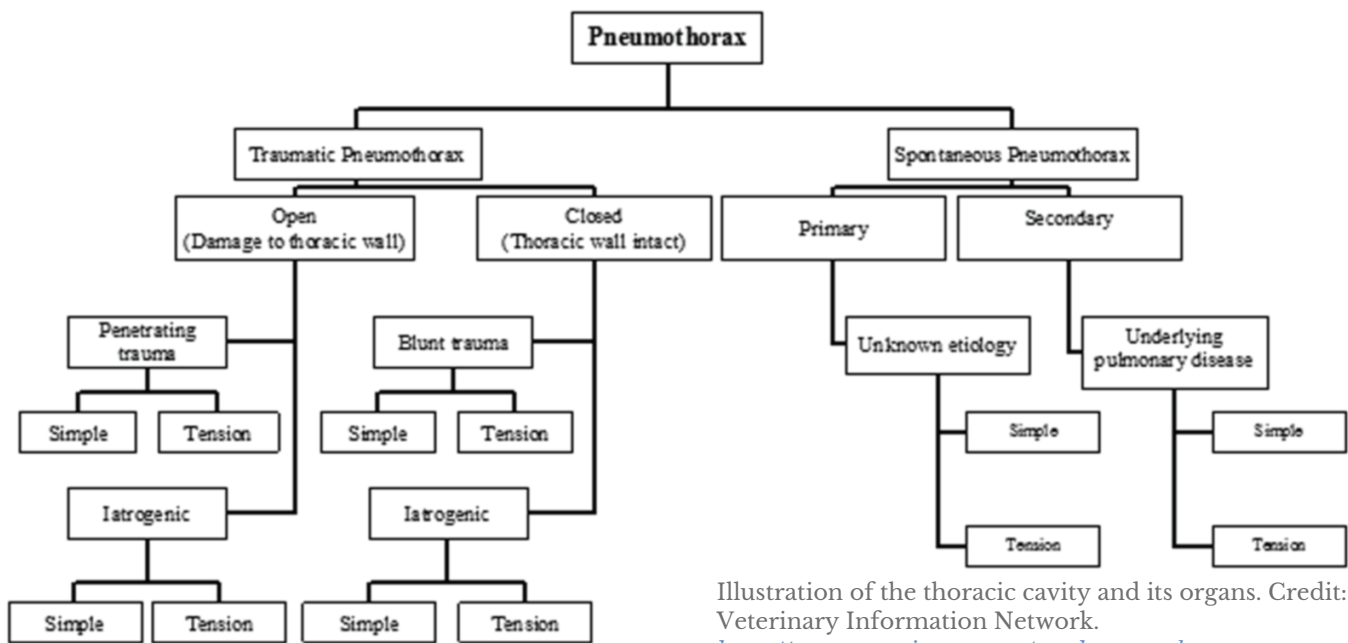 Pneumothorax
Traumatic Pneumothorax
Spontaneous Pneumothorax
Open
(Damage to thoracic wall)
Closed
(Thoracic wall intact)
Primary
Secondary
Penetrating
trauma
Blunt trauma
Unknown etiology
Underlying
pulmonary disease
Simple
Tension
Simple
Tension
Simple
Simple
Iatrogenic
Iatrogenic
Tension
Tension
Simple
Tension
Simple
Tension
Illustration of the thoracic cavity and its organs. Credit:
Veterinary Information Network.